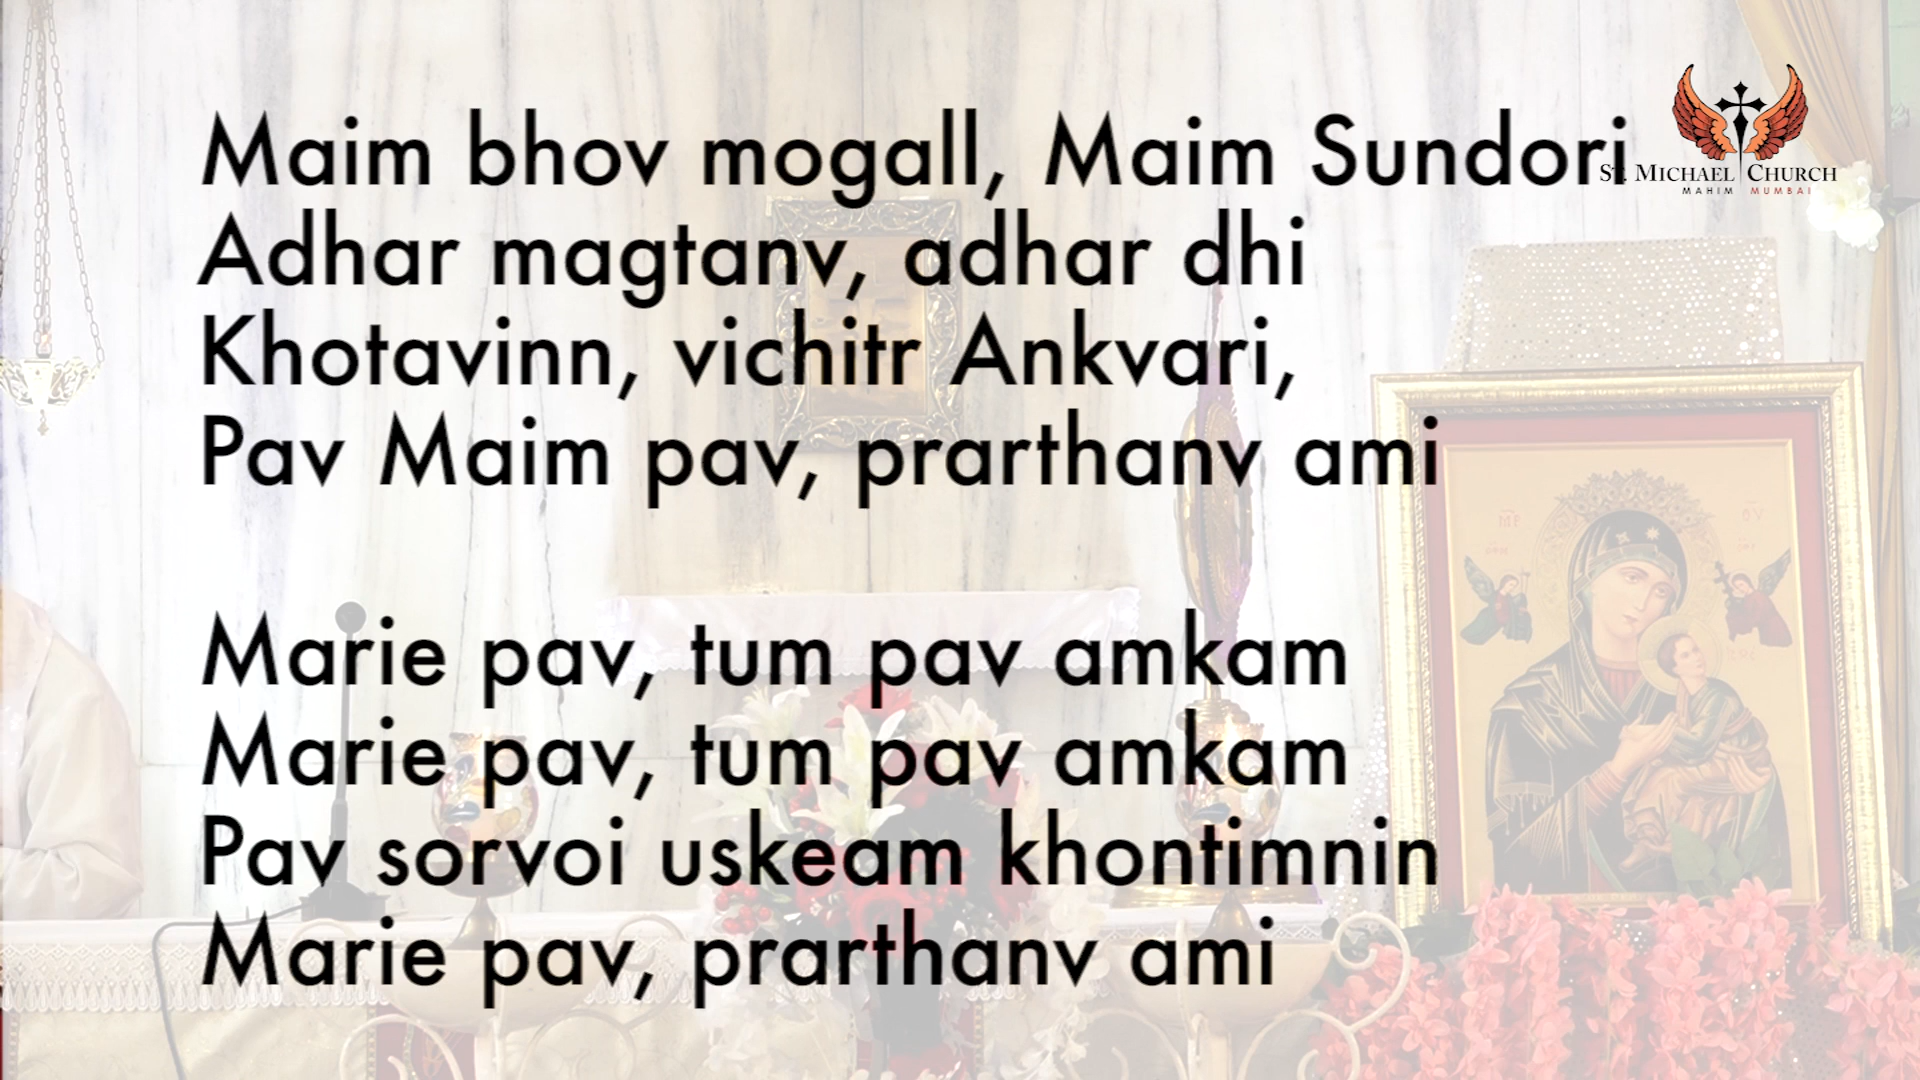 Maim bhov mogall, Maim Sundori
Adhar magtanv, adhar dhi
Khotavinn, vichitr Ankvari,
Pav Maim pav, prarthanv ami
Marie pav, tum pav amkam
Marie pav, tum pav amkam
Pav sorvoi uskeam khontimnin
Marie pav, prarthanv ami
ST. MICHAEL CHURCH
MAHIM MUMBAI